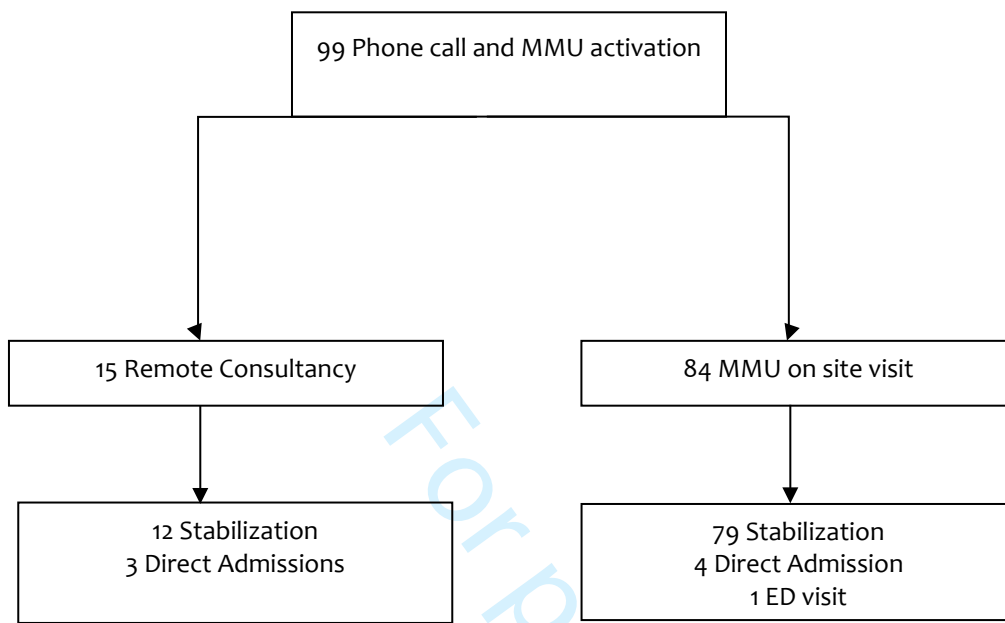 99 Phone call and MMU activation
15 Remote Consultancy
84 MMU on site visit
12 Stabilization
3 Direct Admissions
79 Stabilization
4 Direct Admission
1 ED visit
For p